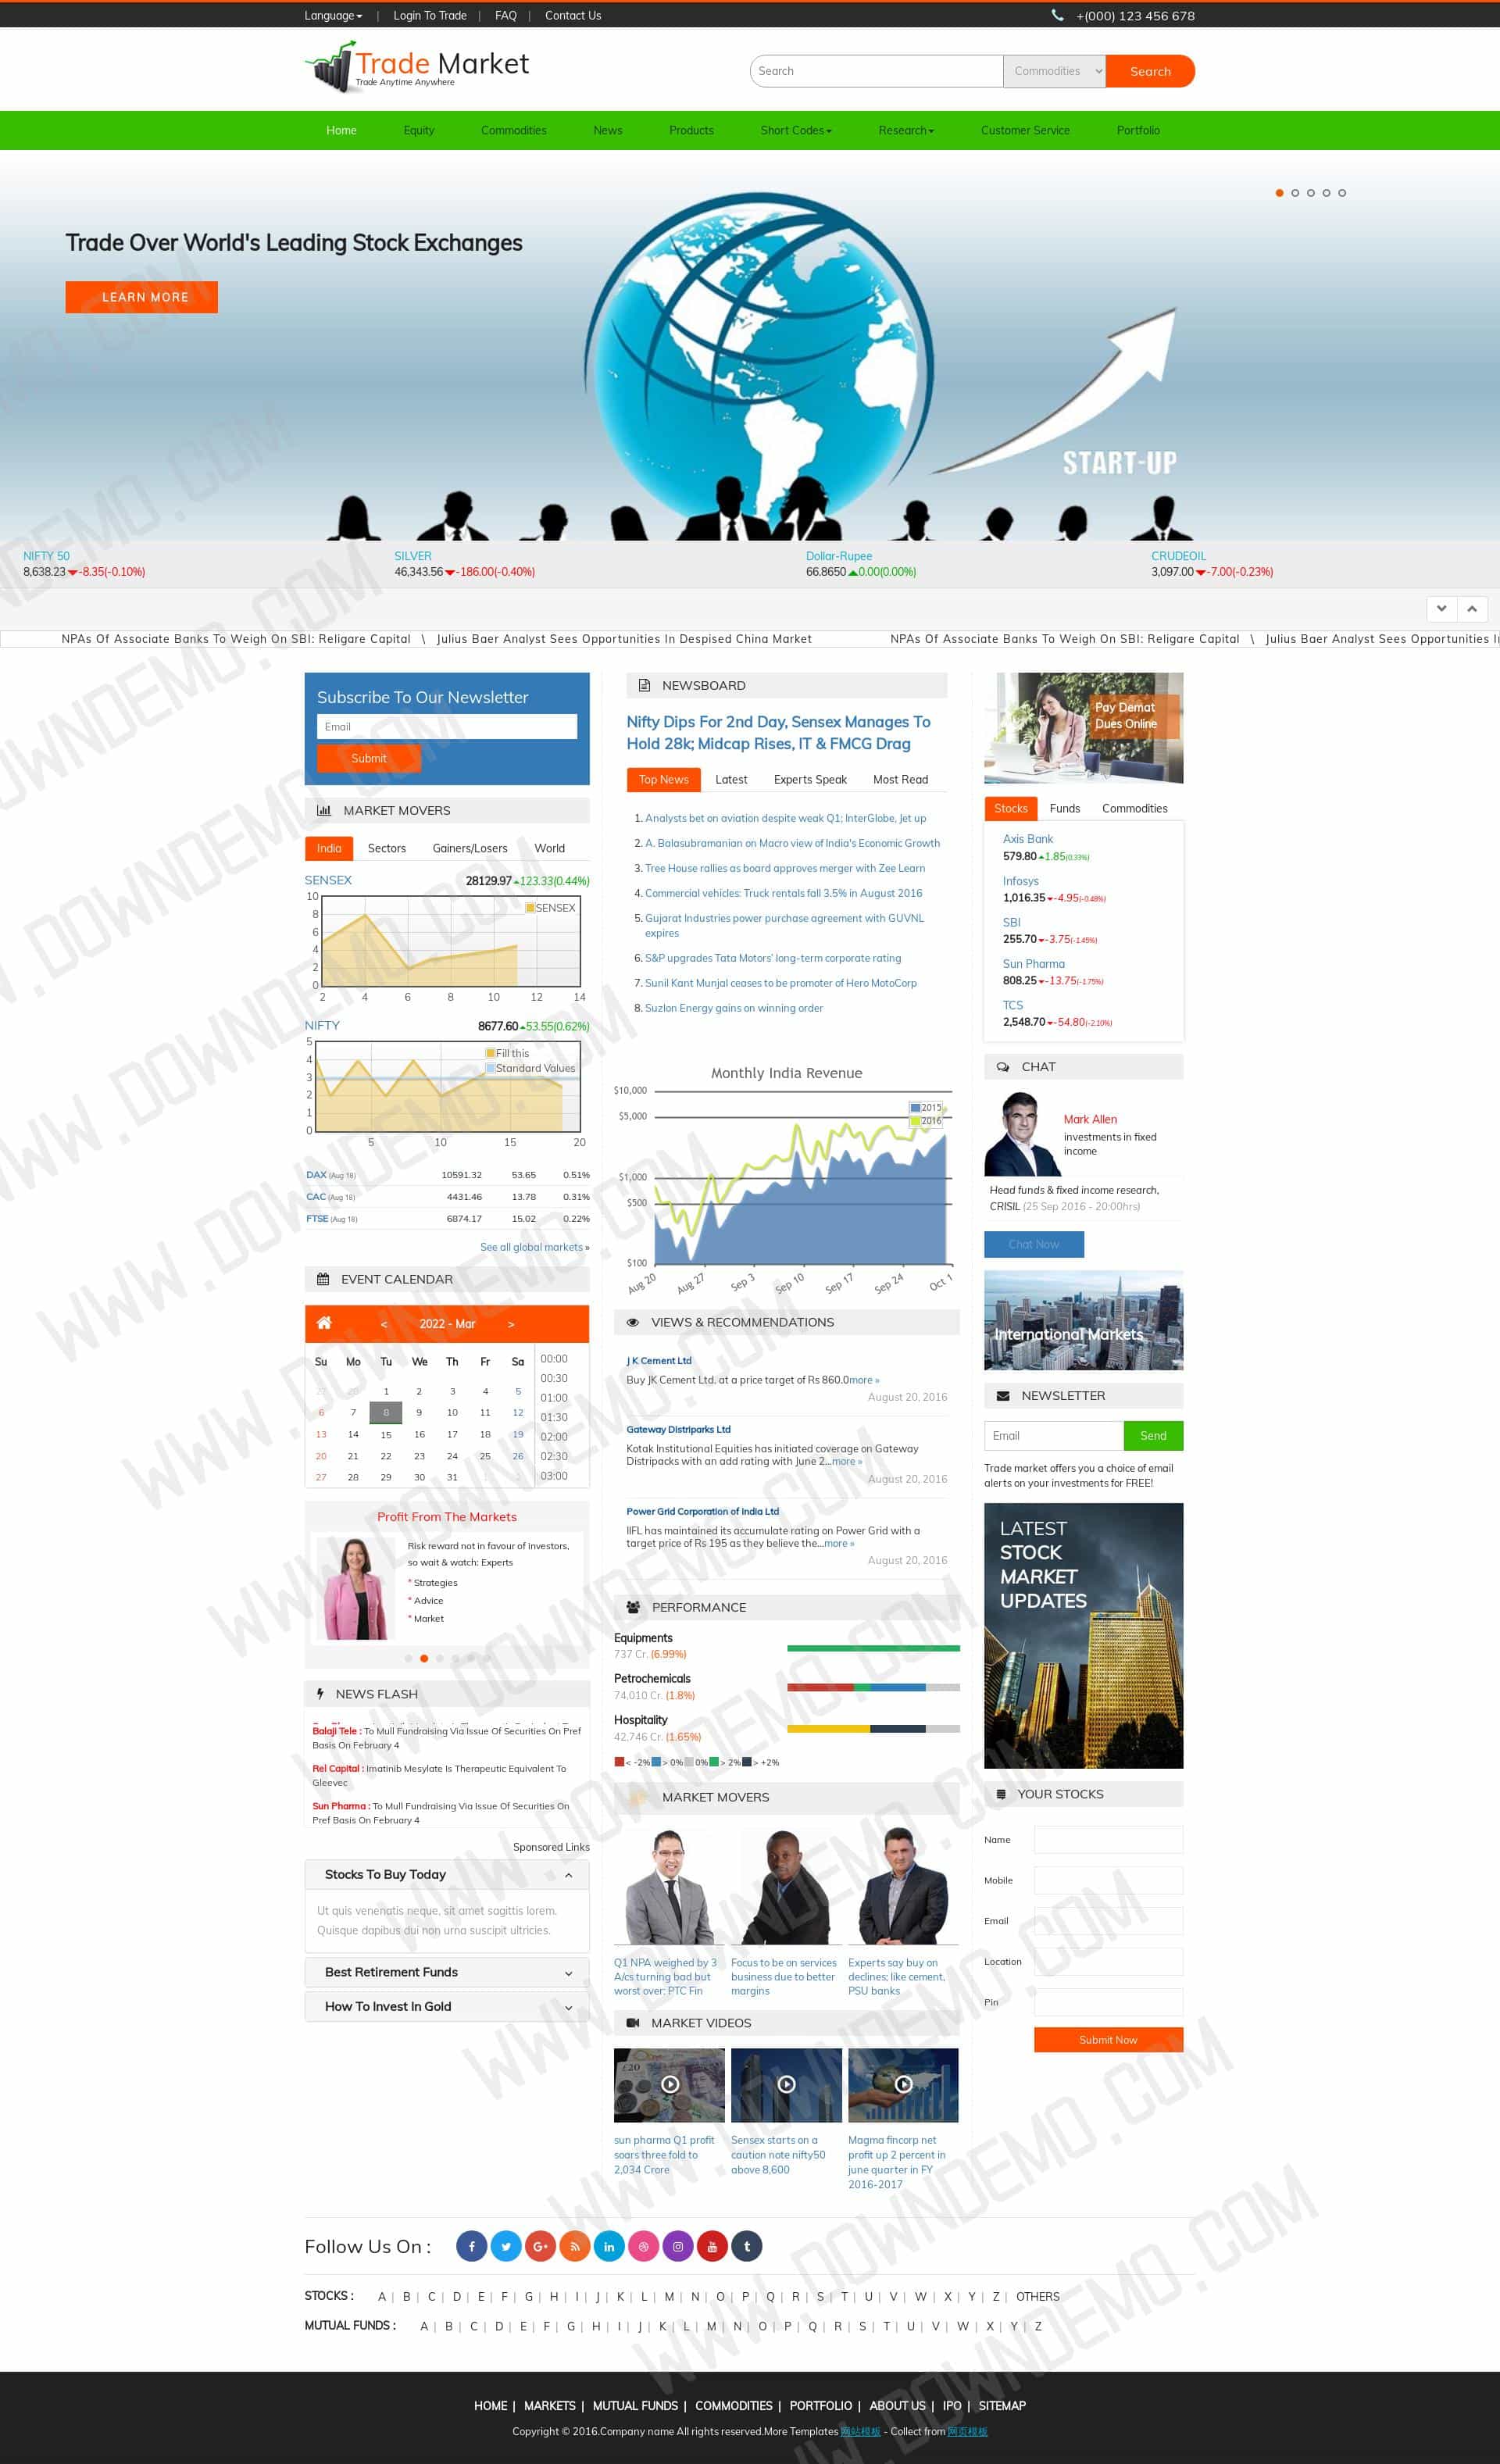 Language | Login To Trade | FAQ | Contact Us
+(000) 123 456 678
Trade Market
Trade Anytime Anywhere
Search Commodities Search
Home Equity Commodities News Products Short Codes Research Customer Service Portfolio
Trade Over World's Leading Stock Exchanges
LEARN MORE
START-UP
NIFTY 50
8,638.23 -8.35(-0.10%)
SILVER
46,343.56 -186.00(-0.40%)
Dollar-Rupee
66.8650 0.00(0.00%)
CRUDEOIL
3,097.00 -7.00(-0.23%)
NPAs Of Associate Banks To Weigh On SBI: Religare Capital \ Julius Baer Analyst Sees Opportunities In Despised China Market NPAs Of Associate Banks To Weigh On SBI: Religare Capital \ Julius Baer Analyst Sees Opportunities
Subscribe To Our Newsletter
Email
Submit
MARKET MOVERS
India Sectors Gainers/Losers World
SENSEX 28129.97 123.33(0.44%)
SENSEX
10
8
6
4
2
0
2 4 6 8 10 12 14
NIFTY 8677.60 53.55(0.62%)
Fill this
Standard Values
5
4
3
2
1
0
5 10 15 20
DAX (Aug 18) 10591.32 53.65 0.51%
CAC (Aug 18) 4431.46 13.78 0.31%
FTSE (Aug 18) 6874.17 15.02 0.22%
See all global markets »
EVENT CALENDAR
< 2022 - Mar >
Su Mo Tu We Th Fr Sa
27 28 1 2 3 4 5
6 7 8 9 10 11 12
13 14 15 16 17 18 19
20 21 22 23 24 25 26
27 28 29 30 31 1 2
00:00
00:30
01:00
01:30
02:00
02:30
03:00
Profit From The Markets
Risk reward not in favour of investors,
so wait & watch: Experts
* Strategies
* Advice
* Market
NEWS FLASH
Balaji Tele : To Mull Fundraising Via Issue Of Securities On Pref
Basis On February 4
Rel Capital : Imatinib Mesylate Is Therapeutic Equivalent To
Gleevec
Sun Pharma : To Mull Fundraising Via Issue Of Securities On
Pref Basis On February 4
Sponsored Links
Stocks To Buy Today
Ut quis venenatis neque, sit amet sagittis lorem.
Quisque dapibus dui non urna suscipit ultricies.
Best Retirement Funds
How To Invest In Gold
NEWSBOARD
Nifty Dips For 2nd Day, Sensex Manages To
Hold 28k; Midcap Rises, IT & FMCG Drag
Top News Latest Experts Speak Most Read
1. Analysts bet on aviation despite weak Q1; InterGlobe, Jet up
2. A. Balasubramanian on Macro view of India's Economic Growth
3. Tree House rallies as board approves merger with Zee Learn
4. Commercial vehicles: Truck rentals fall 3.5% in August 2016
5. Gujarat Industries power purchase agreement with GUVNL
expires
6. S&P upgrades Tata Motors' long-term corporate rating
7. Sunil Kant Munjal ceases to be promoter of Hero MotoCorp
8. Suzlon Energy gains on winning order
Monthly India Revenue
$10,000
$5,000
$1,000
$500
$100
2015
2016
Aug 20 Aug 27 Sep 3 Sep 10 Sep 17 Sep 24 Oct 1
VIEWS & RECOMMENDATIONS
J K Cement Ltd
Buy JK Cement Ltd. at a price target of Rs 860.0more »
August 20, 2016
Gateway Distriparks Ltd
Kotak Institutional Equities has initiated coverage on Gateway
Distripacks with an add rating with June 2...more »
August 20, 2016
Power Grid Corporation of India Ltd
IIFL has maintained its accumulate rating on Power Grid with a
target price of Rs 195 as they believe the...more »
August 20, 2016
PERFORMANCE
Equipments
737 Cr. (6.99%)
Petrochemicals
74,010 Cr. (1.8%)
Hospitality
42,746 Cr. (1.65%)
< -2% > 0% 0% > 2% > +2%
MARKET MOVERS
Q1 NPA weighed by 3
A/cs turning bad but
worst over: PTC Fin
Focus to be on services
business due to better
margins
Experts say buy on
declines; like cement,
PSU banks
MARKET VIDEOS
£20
sun pharma Q1 profit
soars three fold to
2,034 Crore
Sensex starts on a
caution note nifty50
above 8,600
Magma fincorp net
profit up 2 percent in
june quarter in FY
2016-2017
Pay Demat
Dues Online
Stocks Funds Commodities
Axis Bank
579.80 1.85(0.33%)
Infosys
1,016.35 -4.95(-0.48%)
SBI
255.70 -3.75(-1.45%)
Sun Pharma
808.25 -13.75(-1.75%)
TCS
2,548.70 -54.80(-2.10%)
CHAT
Mark Allen
investments in fixed
income
Head funds & fixed income research,
CRISIL (25 Sep 2016 - 20:00hrs)
Chat Now
International Markets
NEWSLETTER
Email Send
Trade market offers you a choice of email
alerts on your investments for FREE!
LATEST
STOCK
MARKET
UPDATES
YOUR STOCKS
Name
Mobile
Email
Location
Pin
Submit Now
Follow Us On :
STOCKS : A | B | C | D | E | F | G | H | I | J | K | L | M | N | O | P | Q | R | S | T | U | V | W | X | Y | Z | OTHERS
MUTUAL FUNDS : A | B | C | D | E | F | G | H | I | J | K | L | M | N | O | P | Q | R | S | T | U | V | W | X | Y | Z
HOME | MARKETS | MUTUAL FUNDS | COMMODITIES | PORTFOLIO | ABOUT US | IPO | SITEMAP
Copyright © 2016.Company name All rights reserved.More Templates 网站模板 - Collect from 网页模板
WWW.DOWNDEMO.COM